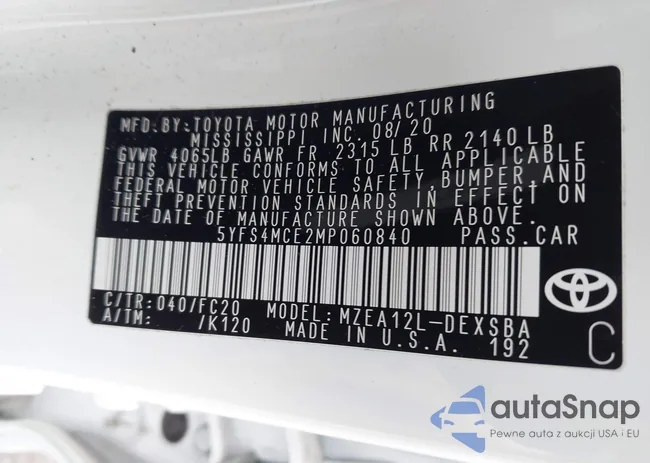 MFD. BY: TOYOTA MOTOR MANUFACTURING
MISSISSIPPI INC. 08/20
GVWR 4065LB GAWR FR 2315 LB RR 2140 LB
THIS VEHICLE CONFORMS TO ALL APPLICABLE
FEDERAL MOTOR VEHICLE SAFETY, BUMPER, AND
THEFT PREVENTION STANDARDS IN EFFECT ON
THE DATE OF MANUFACTURE SHOWN ABOVE.
5YFS4MCE2MP060840 PASS.CAR
C/TR: 040/FC20 MODEL: MZEA12L-DEXSBA
A/TM: /K120 MADE IN U.S.A. 192
C
autaSnap
Pewne auta z aukcji USA i EU